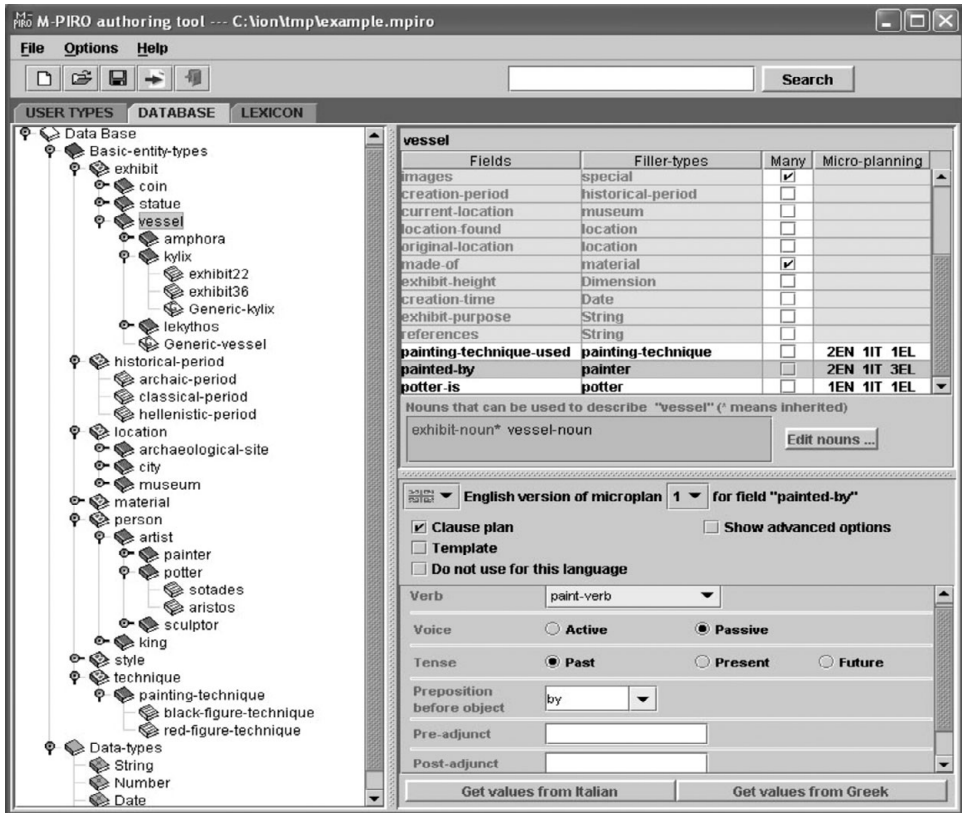 M-PIRO authoring tool --- C:\ion\tmp\example.mpiro
File Options Help
Search
USER TYPES DATABASE LEXICON
Data Base
Basic-entity-types
exhibit
coin
statue
vessel
amphora
kylix
exhibit22
exhibit36
Generic-kylix
lekythos
Generic-vessel
historical-period
archaic-period
classical-period
hellenistic-period
location
archaeological-site
city
museum
material
person
artist
painter
potter
sotades
aristos
sculptor
king
style
technique
painting-technique
black-figure-technique
red-figure-technique
Data-types
String
Number
Date
vessel
Fields Filler-types Many Micro-planning
images special
creation-period historical-period
current-location museum
location-found location
original-location location
made-of material
exhibit-height Dimension
creation-time Date
exhibit-purpose String
references String
painting-technique-used painting-technique 2EN 1IT 1EL
painted-by painter 2EN 1IT 3EL
potter-is potter 1EN 1IT 1EL
Nouns that can be used to describe "vessel" (* means inherited)
exhibit-noun* vessel-noun
Edit nouns ...
English version of microplan 1 for field "painted-by"
Clause plan Show advanced options
Template
Do not use for this language
Verb paint-verb
Voice Active Passive
Tense Past Present Future
Preposition
before object by
Pre-adjunct
Post-adjunct
Get values from Italian Get values from Greek